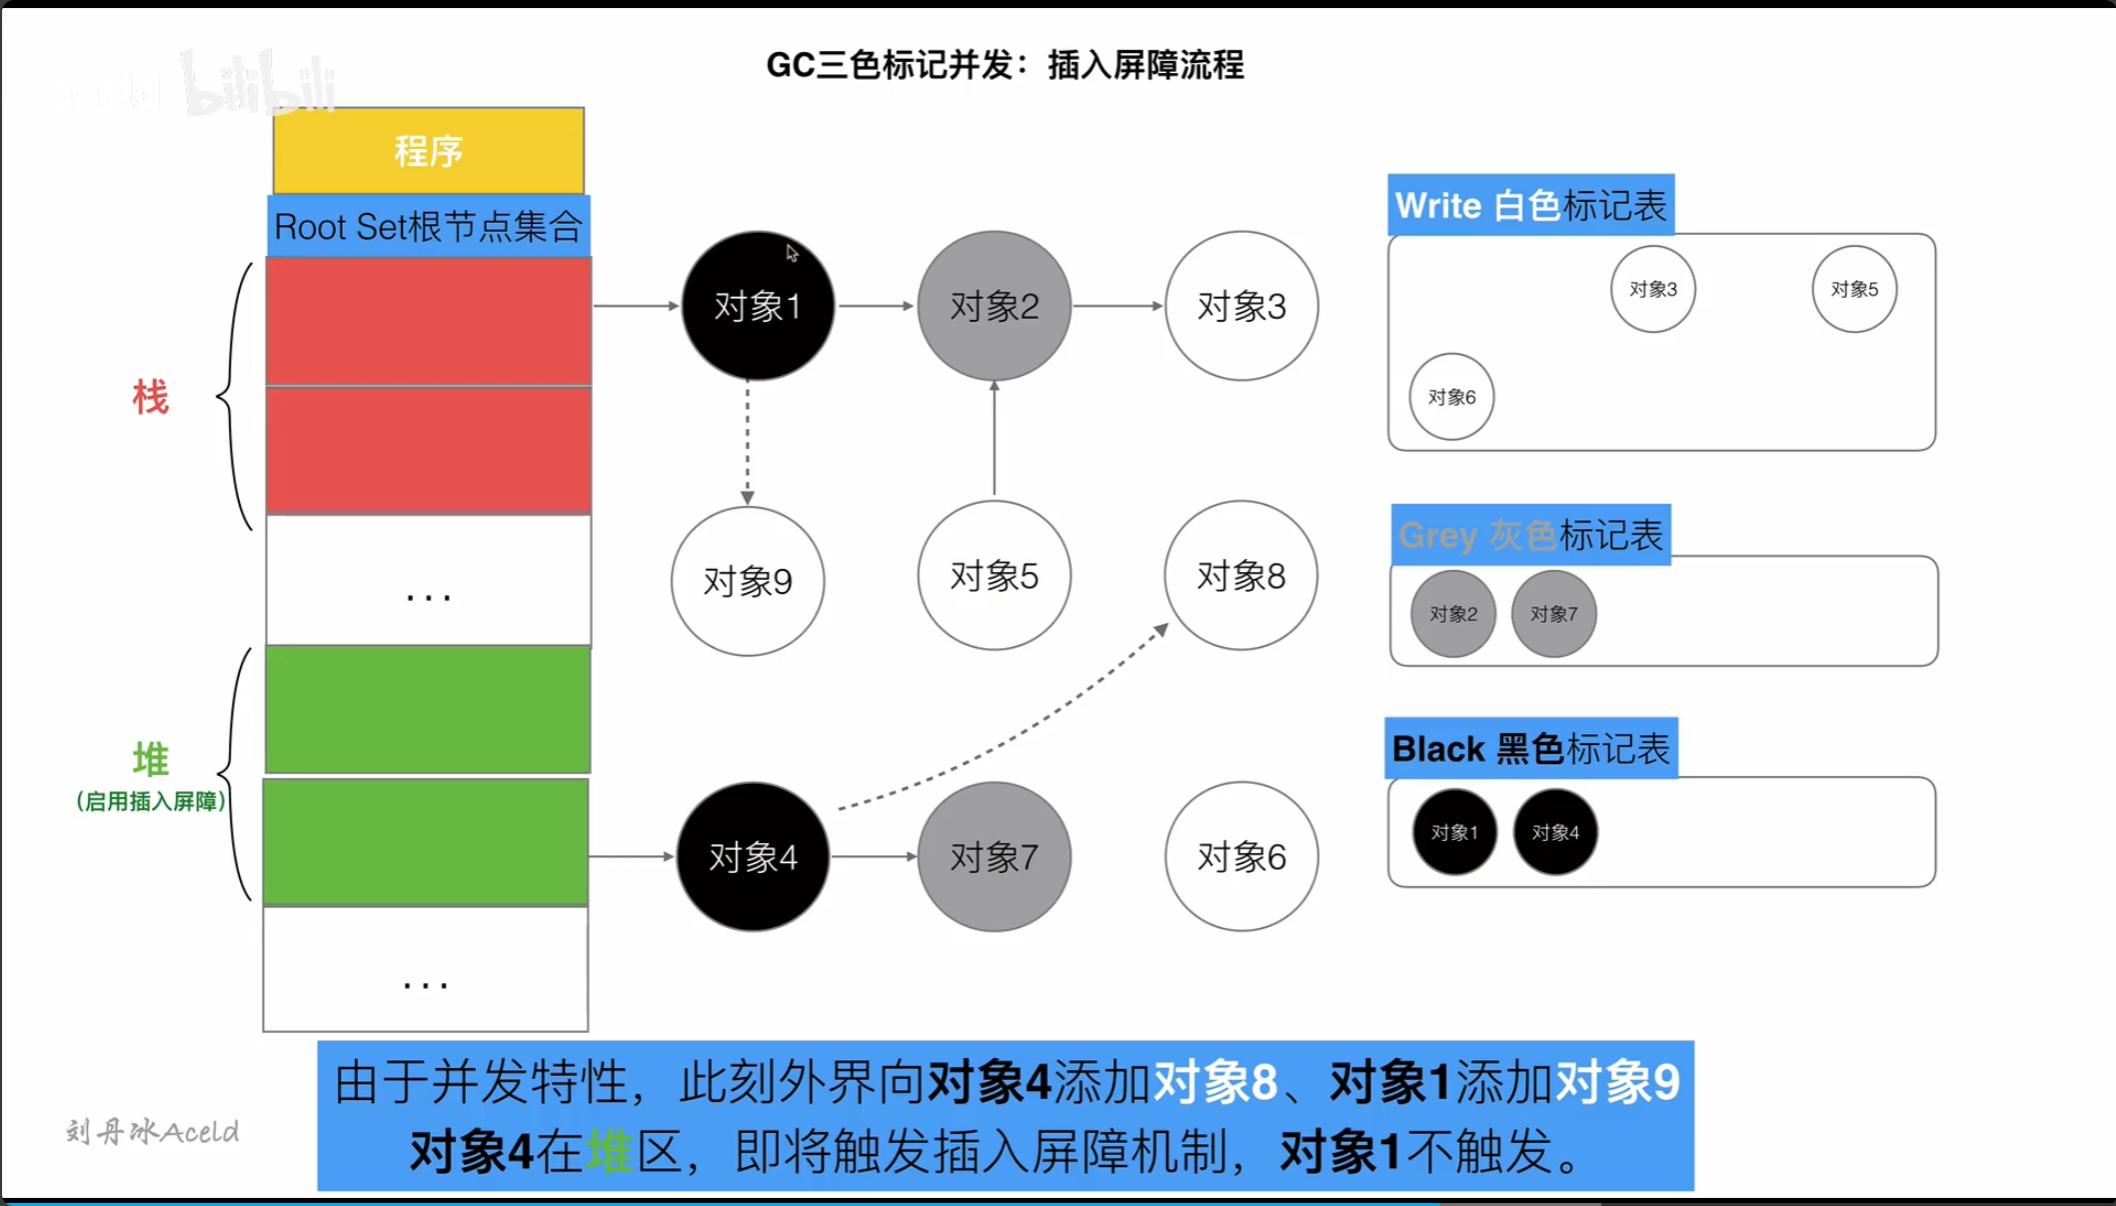 bilibili
GC三色标记并发：插入屏障流程
程序
Root Set根节点集合
栈
...
堆
（启用插入屏障）
...
对象1
对象2
对象3
对象9
对象5
对象8
对象4
对象7
对象6
Write 白色标记表
对象3
对象5
对象6
Grey 灰色标记表
对象2
对象7
Black 黑色标记表
对象1
对象4
由于并发特性，此刻外界向对象4添加对象8、对象1添加对象9
对象4在堆区，即将触发插入屏障机制，对象1不触发。
刘丹冰Aceld